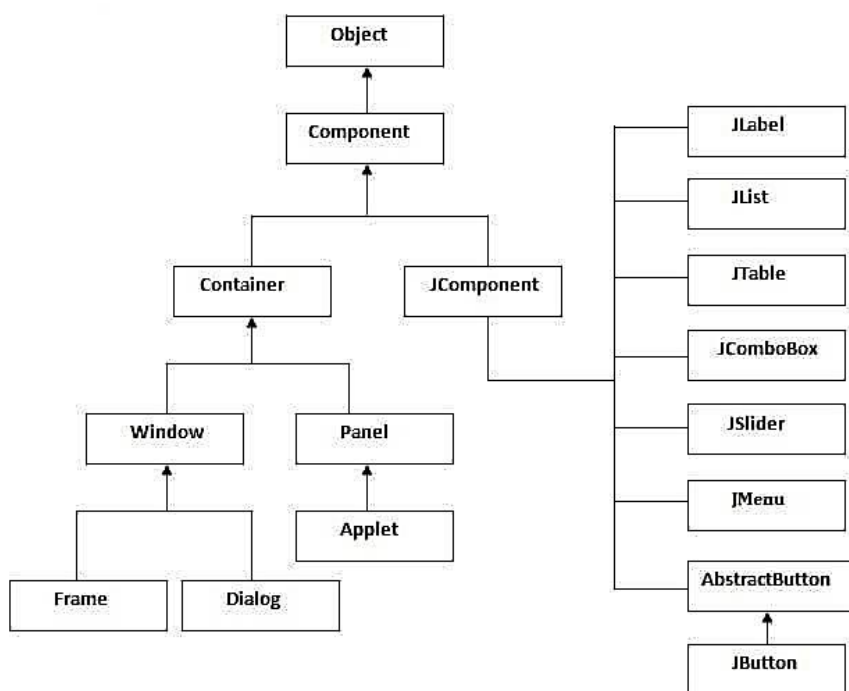 Object
Component
Container
JComponent
Window
Panel
Applet
Frame
Dialog
JLabel
JList
JTable
JComboBox
JSlider
JMenu
AbstractButton
JButton